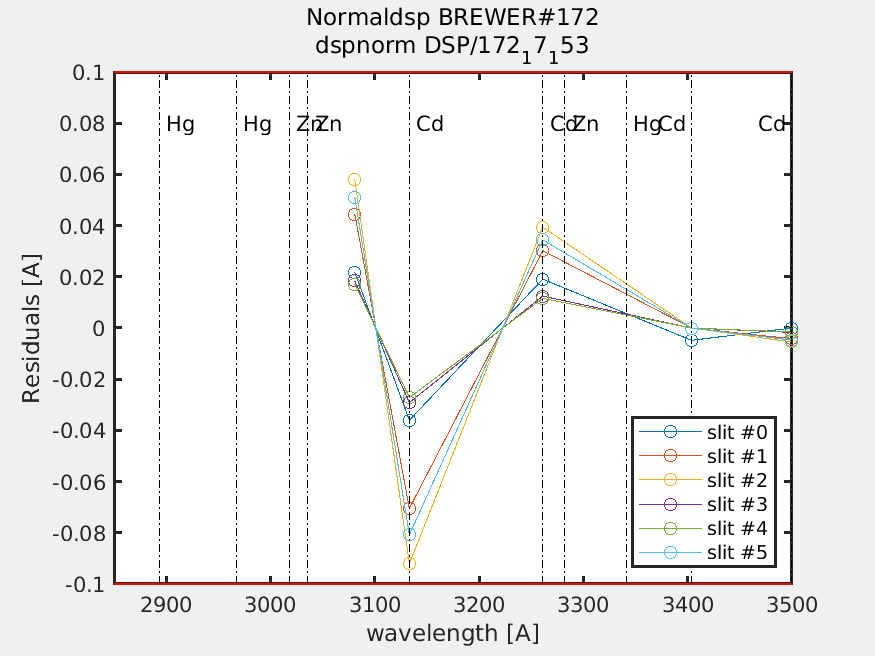 Normaldsp BREWER#172
dspnorm DSP/172₁7₁53
0.1
0.08
0.06
0.04
0.02
0
-0.02
-0.04
-0.06
-0.08
-0.1
Residuals [A]
Hg
Hg
Zn
Zn
Cd
Cd
Zn
Hg
Cd
Cd
slit #0
slit #1
slit #2
slit #3
slit #4
slit #5
2900
3000
3100
3200
3300
3400
3500
wavelength [A]